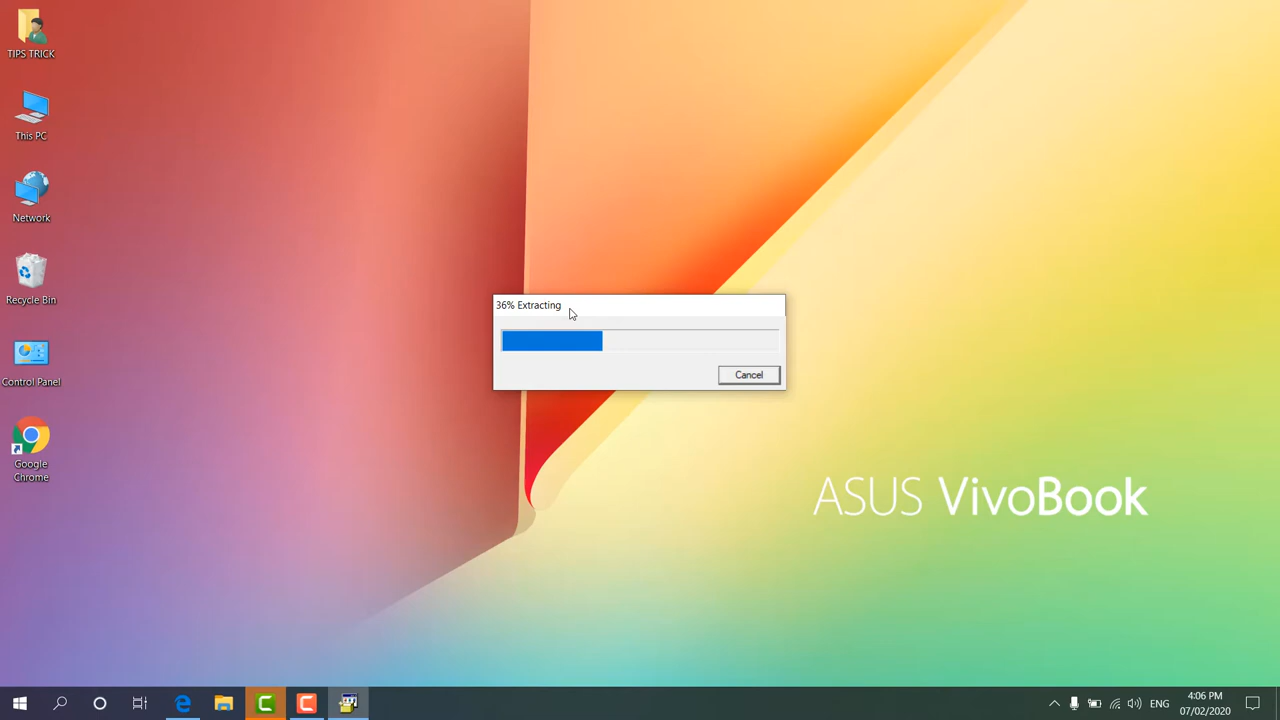 TIPS TRICK
This PC
Network
Recycle Bin
Control Panel
Google
Chrome
36% Extracting
Cancel
ASUS VivoBook
ENG
4:06 PM
07/02/2020